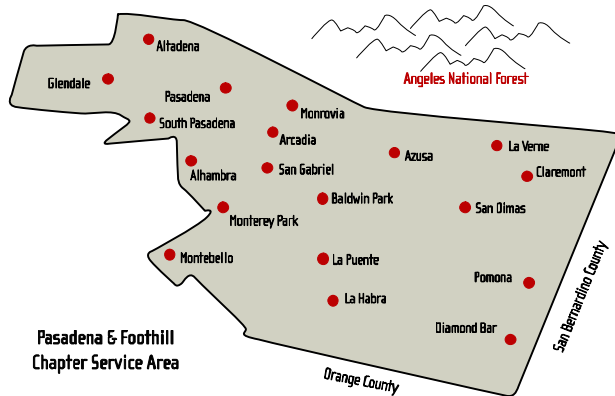 Altadena
Angeles National Forest
Glendale
Pasadena
Monrovia
South Pasadena
Arcadia
La Verne
Azusa
Alhambra
San Gabriel
Claremont
Baldwin Park
San Dimas
Monterey Park
Montebello
La Puente
Pomona
La Habra
San Bernardino County
Diamond Bar
Pasadena & Foothill
Chapter Service Area
Orange County